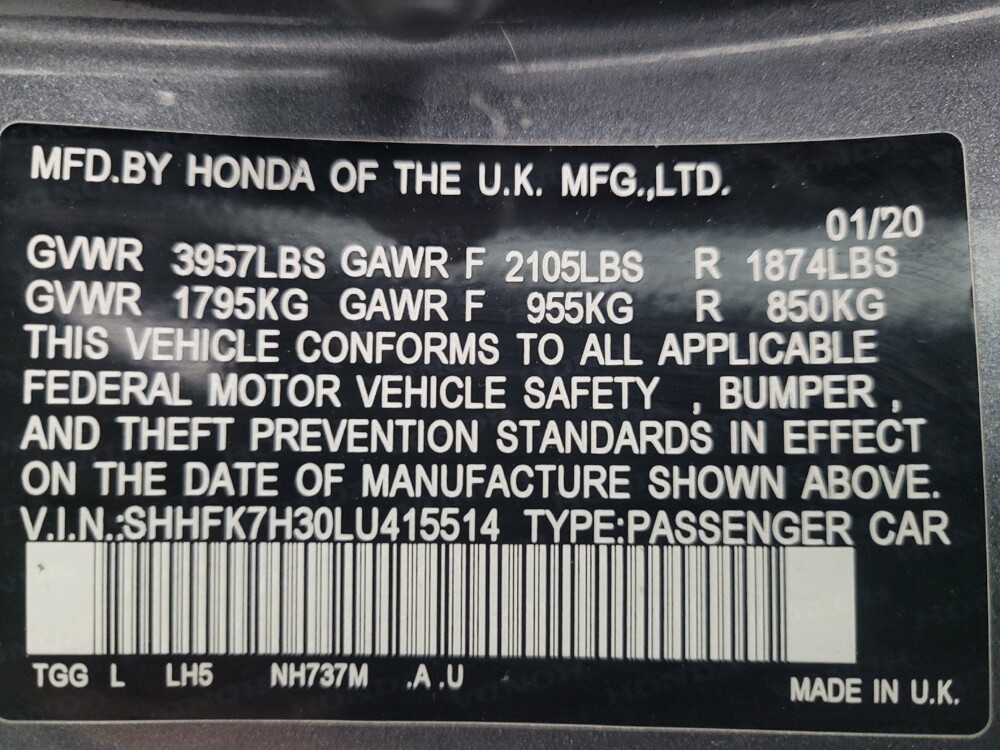 MFD.BY HONDA OF THE U.K. MFG.,LTD.
01/20
GVWR 3957LBS GAWR F 2105LBS R 1874LBS
GVWR 1795KG GAWR F 955KG R 850KG
THIS VEHICLE CONFORMS TO ALL APPLICABLE
FEDERAL MOTOR VEHICLE SAFETY , BUMPER ,
AND THEFT PREVENTION STANDARDS IN EFFECT
ON THE DATE OF MANUFACTURE SHOWN ABOVE.
V.I.N.:SHHFK7H30LU415514 TYPE:PASSENGER CAR
TGG L LH5 NH737M .A .U
MADE IN U.K.